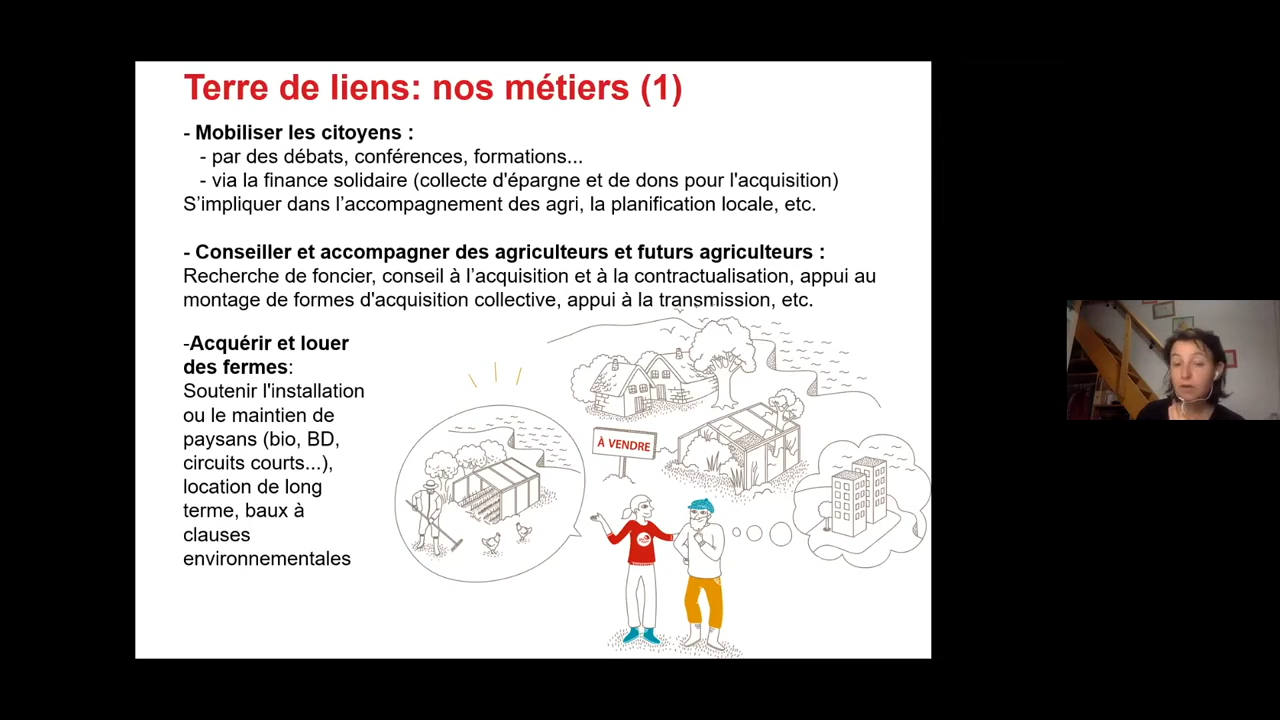 Terre de liens: nos métiers (1)
- Mobiliser les citoyens :
- par des débats, conférences, formations...
- via la finance solidaire (collecte d'épargne et de dons pour l'acquisition)
S’impliquer dans l’accompagnement des agri, la planification locale, etc.
- Conseiller et accompagner des agriculteurs et futurs agriculteurs :
Recherche de foncier, conseil à l’acquisition et à la contractualisation, appui au
montage de formes d'acquisition collective, appui à la transmission, etc.
-Acquérir et louer
des fermes:
Soutenir l'installation
ou le maintien de
paysans (bio, BD,
circuits courts...),
location de long
terme, baux à
clauses
environnementales
À VENDRE